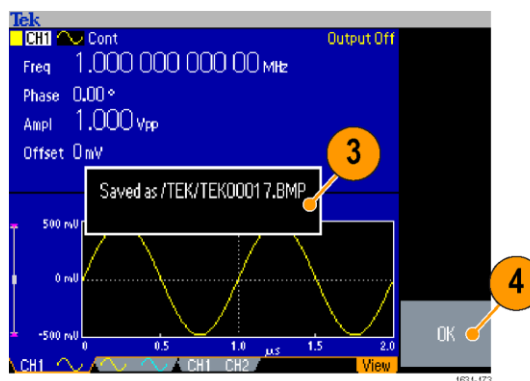 Tek
CH1 Cont Output Off
Freq 1.000 000 000 00 MHz
Phase 0.00 °
Ampl 1.000 Vpp
Offset 0 mV
3
Saved as /TEK/TEK00017.BMP
500 mV
0 mV
-500 mV
0 0.5 1.0 μs 1.5 2.0
4
OK
CH1 CH1 CH2 View
1631-173